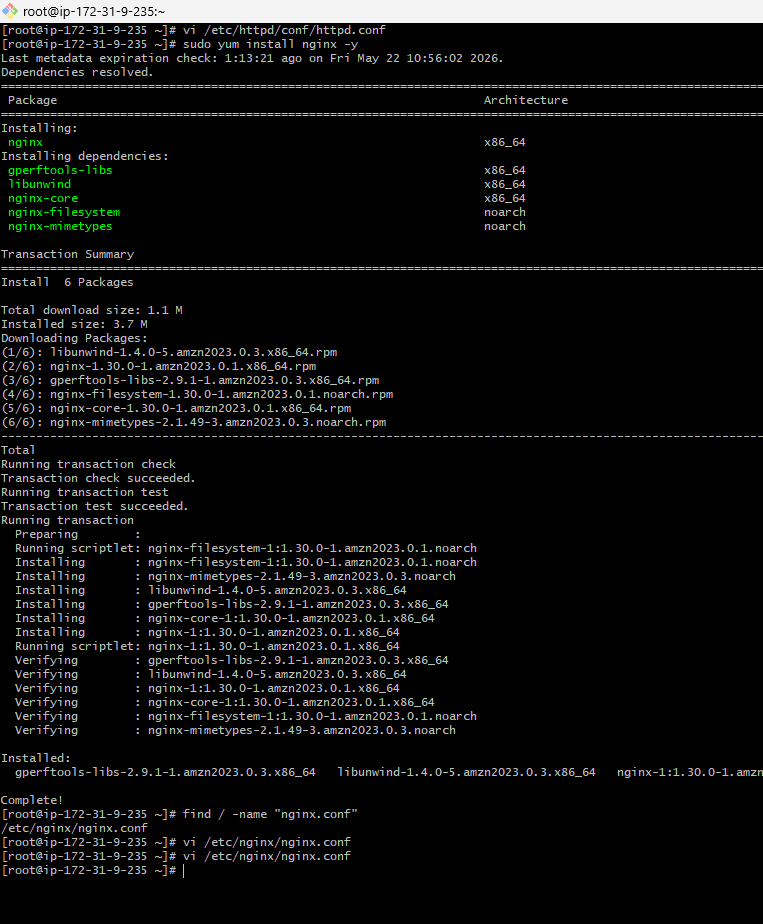 root@ip-172-31-9-235:~
[root@ip-172-31-9-235 ~]# vi /etc/httpd/conf/httpd.conf
[root@ip-172-31-9-235 ~]# sudo yum install nginx -y
Last metadata expiration check: 1:13:21 ago on Fri May 22 10:56:02 2026.
Dependencies resolved.
================================================================================
 Package                                                             Architecture
================================================================================
Installing:
 nginx                                                               x86_64
Installing dependencies:
 gperftools-libs                                                     x86_64
 libunwind                                                           x86_64
 nginx-core                                                          x86_64
 nginx-filesystem                                                    noarch
 nginx-mimetypes                                                     noarch

Transaction Summary
================================================================================
Install  6 Packages

Total download size: 1.1 M
Installed size: 3.7 M
Downloading Packages:
(1/6): libunwind-1.4.0-5.amzn2023.0.3.x86_64.rpm
(2/6): nginx-1.30.0-1.amzn2023.0.1.x86_64.rpm
(3/6): gperftools-libs-2.9.1-1.amzn2023.0.3.x86_64.rpm
(4/6): nginx-filesystem-1.30.0-1.amzn2023.0.1.noarch.rpm
(5/6): nginx-core-1.30.0-1.amzn2023.0.1.x86_64.rpm
(6/6): nginx-mimetypes-2.1.49-3.amzn2023.0.3.noarch.rpm
--------------------------------------------------------------------------------
Total
Running transaction check
Transaction check succeeded.
Running transaction test
Transaction test succeeded.
Running transaction
  Preparing        :
  Running scriptlet: nginx-filesystem-1:1.30.0-1.amzn2023.0.1.noarch
  Installing       : nginx-filesystem-1:1.30.0-1.amzn2023.0.1.noarch
  Installing       : nginx-mimetypes-2.1.49-3.amzn2023.0.3.noarch
  Installing       : libunwind-1.4.0-5.amzn2023.0.3.x86_64
  Installing       : gperftools-libs-2.9.1-1.amzn2023.0.3.x86_64
  Installing       : nginx-core-1:1.30.0-1.amzn2023.0.1.x86_64
  Installing       : nginx-1:1.30.0-1.amzn2023.0.1.x86_64
  Running scriptlet: nginx-1:1.30.0-1.amzn2023.0.1.x86_64
  Verifying        : gperftools-libs-2.9.1-1.amzn2023.0.3.x86_64
  Verifying        : libunwind-1.4.0-5.amzn2023.0.3.x86_64
  Verifying        : nginx-1:1.30.0-1.amzn2023.0.1.x86_64
  Verifying        : nginx-core-1:1.30.0-1.amzn2023.0.1.x86_64
  Verifying        : nginx-filesystem-1:1.30.0-1.amzn2023.0.1.noarch
  Verifying        : nginx-mimetypes-2.1.49-3.amzn2023.0.3.noarch

Installed:
  gperftools-libs-2.9.1-1.amzn2023.0.3.x86_64   libunwind-1.4.0-5.amzn2023.0.3.x86_64   nginx-1:1.30.0-1.amzn

Complete!
[root@ip-172-31-9-235 ~]# find / -name "nginx.conf"
/etc/nginx/nginx.conf
[root@ip-172-31-9-235 ~]# vi /etc/nginx/nginx.conf
[root@ip-172-31-9-235 ~]# vi /etc/nginx/nginx.conf
[root@ip-172-31-9-235 ~]#